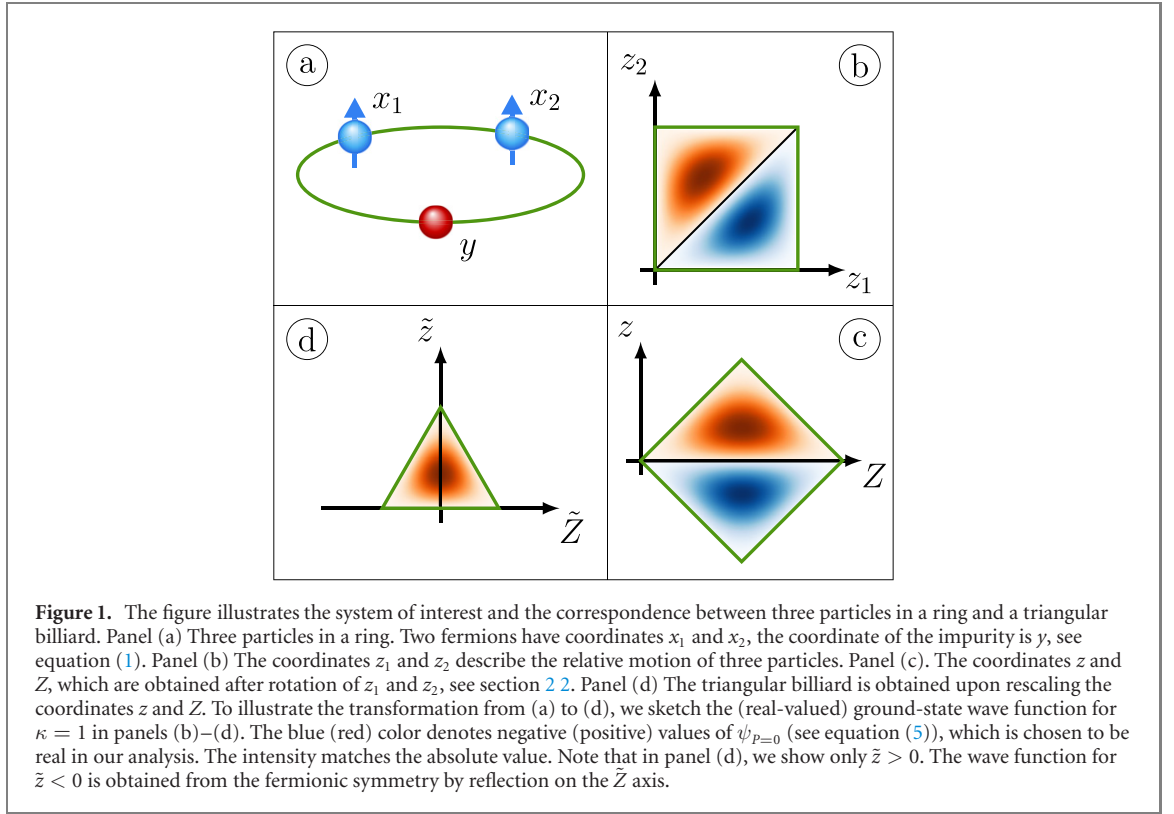 a
x₁
x₂
y
b
z₂
z₁
d
z̃
Z̃
c
z
Z
Figure 1. The figure illustrates the system of interest and the correspondence between three particles in a ring and a triangular
billiard. Panel (a) Three particles in a ring. Two fermions have coordinates x₁ and x₂, the coordinate of the impurity is y, see
equation (1). Panel (b) The coordinates z₁ and z₂ describe the relative motion of three particles. Panel (c). The coordinates z and
Z, which are obtained after rotation of z₁ and z₂, see section 2 2. Panel (d) The triangular billiard is obtained upon rescaling the
coordinates z and Z. To illustrate the transformation from (a) to (d), we sketch the (real-valued) ground-state wave function for
κ = 1 in panels (b)–(d). The blue (red) color denotes negative (positive) values of ψ_{P=0} (see equation (5)), which is chosen to be
real in our analysis. The intensity matches the absolute value. Note that in panel (d), we show only z̃ > 0. The wave function for
z̃ < 0 is obtained from the fermionic symmetry by reflection on the Z̃ axis.